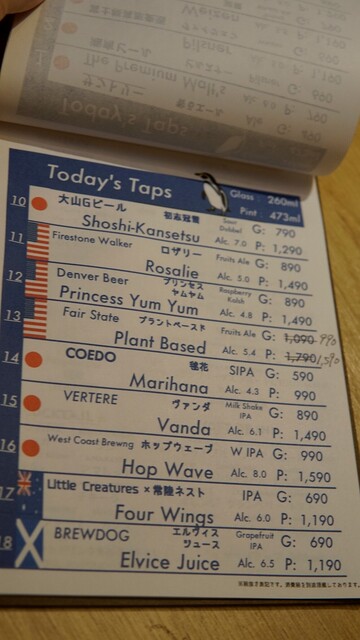 Today's Taps
Glass 260ml
Pint 473ml
10 大山Gビール 初志冠雪 Sour Dubbel G: 790
Shoshi-Kansetsu Alc. 7.0 P: 1,290
11 Firestone Walker ロザリー Fruits Ale G: 890
Rosalie Alc. 5.0 P: 1,490
12 Denver Beer プリンセス ヤムヤム Raspberry Kolsh G: 890
Princess Yum Yum Alc. 4.8 P: 1,490
13 Fair State プラントベースド Fruits Ale G: 1,090 990
Plant Based Alc. 5.4 P: 1,790 1,590
14 COEDO 毬花 SIPA G: 590
Marihana Alc. 4.3 P: 990
15 VERTERE ヴァンダ Milk Shake IPA G: 890
Vanda Alc. 6.1 P: 1,490
16 West Coast Brewng ホップウェーブ W IPA G: 990
Hop Wave Alc. 8.0 P: 1,590
17 Little Creatures × 常陸ネスト IPA G: 690
Four Wings Alc. 6.0 P: 1,190
18 BREWDOG エルヴィス ジュース Grapefruit IPA G: 690
Elvice Juice Alc. 6.5 P: 1,190